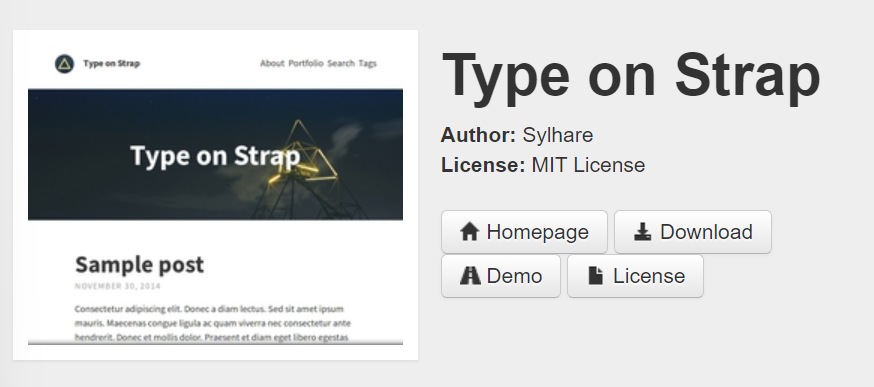 Type on Strap
About Portfolio Search Tags
Type on Strap
Sample post
NOVEMBER 30, 2014
Consectetur adipiscing elit. Donec a diam lectus. Sed sit amet ipsum
mauris. Maecenas congue ligula ac quam viverra nec consectetur ante
hendrerit. Donec et mollis dolor. Praesent et diam eget libero egestas
Type on Strap
Author: Sylhare
License: MIT License
Homepage
Download
Demo
License